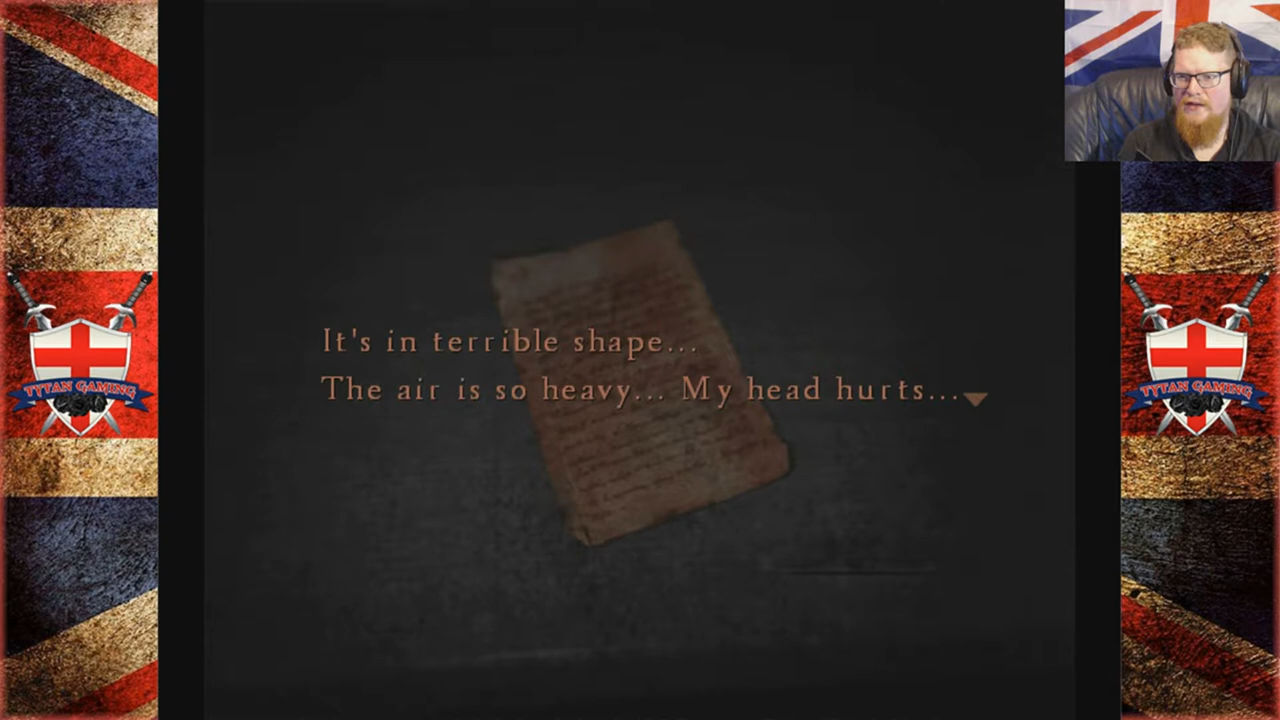 It's in terrible shape...
The air is so heavy... My head hurts...
TYTAN GAMING
TYTAN GAMING